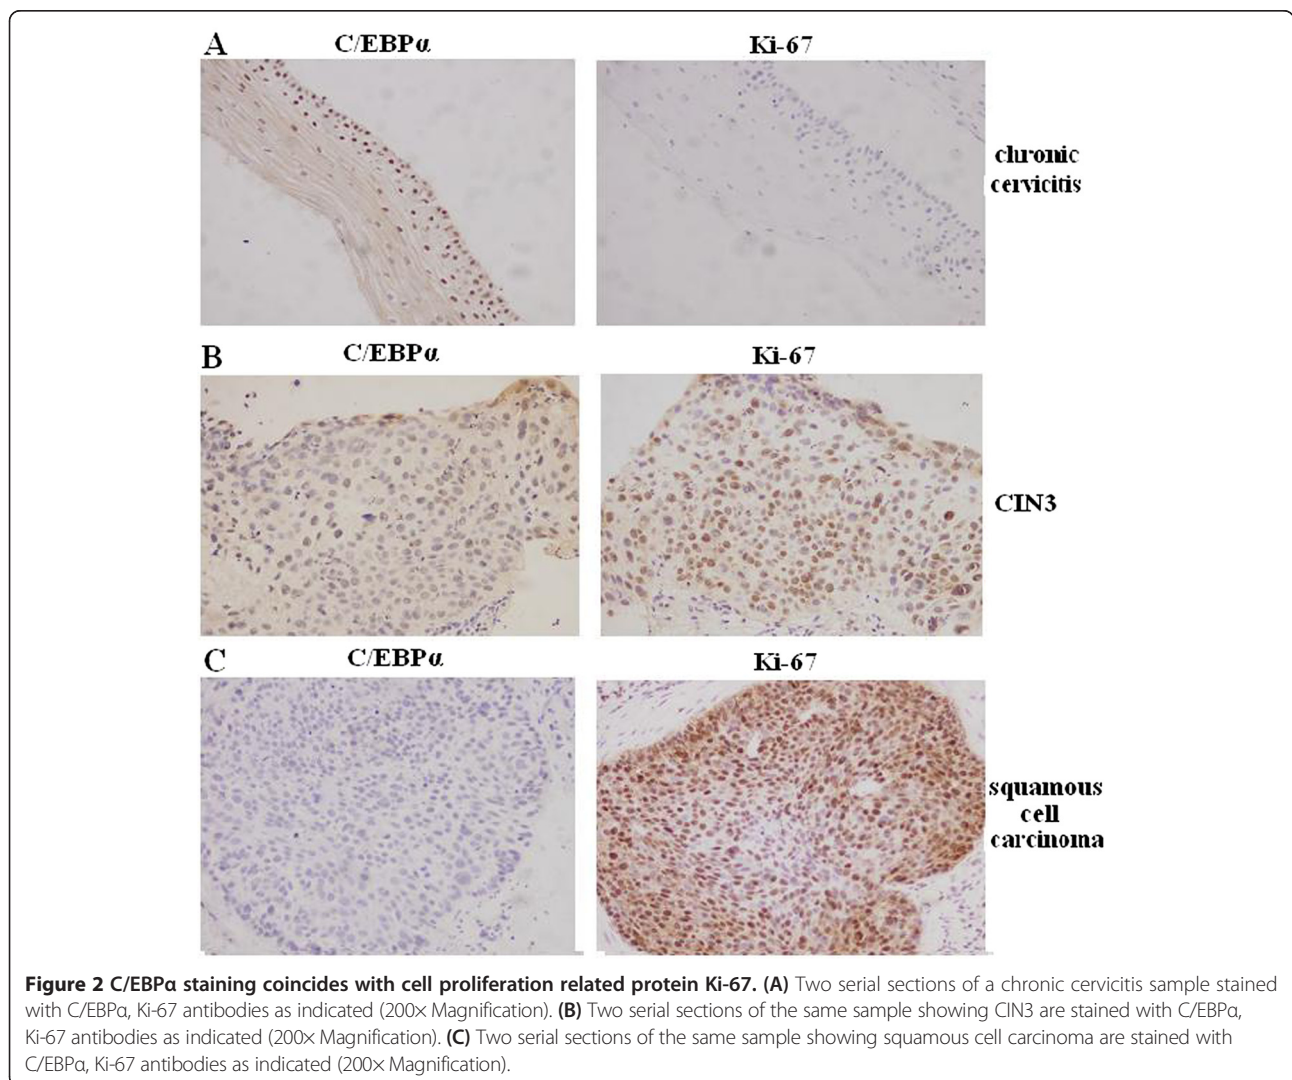 A
C/EBPα
Ki-67
chronic
cervicitis
B
C/EBPα
Ki-67
CIN3
C
C/EBPα
Ki-67
squamous
cell
carcinoma
Figure 2 C/EBPα staining coincides with cell proliferation related protein Ki-67. (A) Two serial sections of a chronic cervicitis sample stained
with C/EBPα, Ki-67 antibodies as indicated (200× Magnification). (B) Two serial sections of the same sample showing CIN3 are stained with C/EBPα,
Ki-67 antibodies as indicated (200× Magnification). (C) Two serial sections of the same sample showing squamous cell carcinoma are stained with
C/EBPα, Ki-67 antibodies as indicated (200× Magnification).